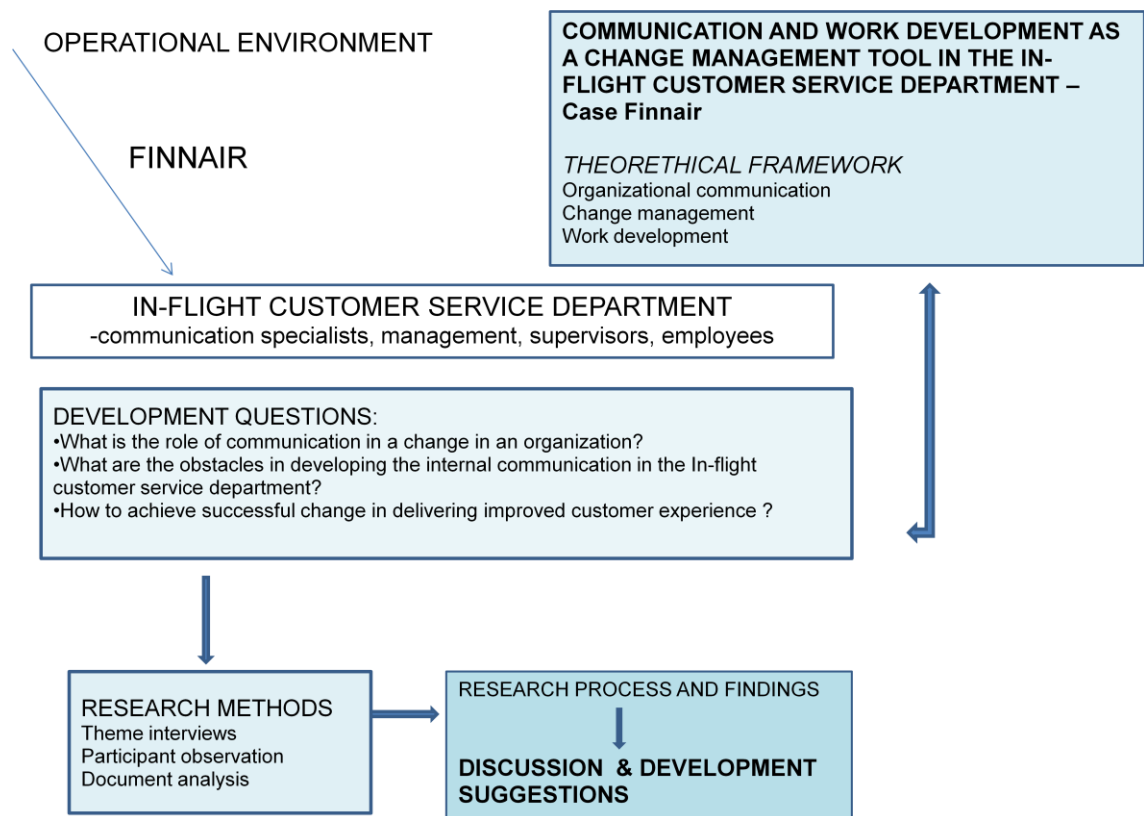 OPERATIONAL ENVIRONMENT
FINNAIR
COMMUNICATION AND WORK DEVELOPMENT AS
A CHANGE MANAGEMENT TOOL IN THE IN-
FLIGHT CUSTOMER SERVICE DEPARTMENT –
Case Finnair
THEORETHICAL FRAMEWORK
Organizational communication
Change management
Work development
IN-FLIGHT CUSTOMER SERVICE DEPARTMENT
-communication specialists, management, supervisors, employees
DEVELOPMENT QUESTIONS:
•What is the role of communication in a change in an organization?
•What are the obstacles in developing the internal communication in the In-flight
customer service department?
•How to achieve successful change in delivering improved customer experience ?
RESEARCH METHODS
Theme interviews
Participant observation
Document analysis
RESEARCH PROCESS AND FINDINGS
DISCUSSION & DEVELOPMENT
SUGGESTIONS